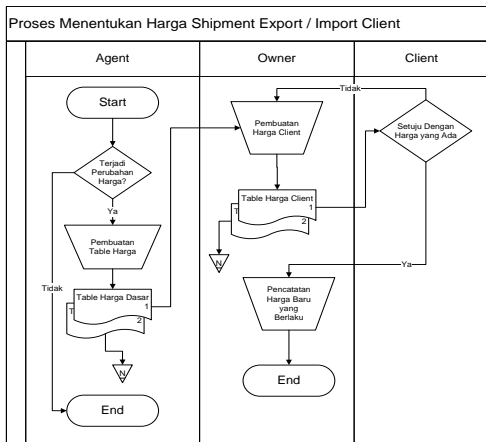 Proses Menentukan Harga Shipment Export / Import Client
Agent
Owner
Client
Start
Terjadi
Perubahan
Harga?
Ya
Tidak
Pembuatan
Table Harga
Table Harga Dasar
T
1
2
N
End
Tidak
Pembuatan
Harga Client
Table Harga Client
T
1
2
N
Setuju Dengan
Harga yang Ada
Ya
Pencatatan
Harga Baru
yang
Berlaku
End